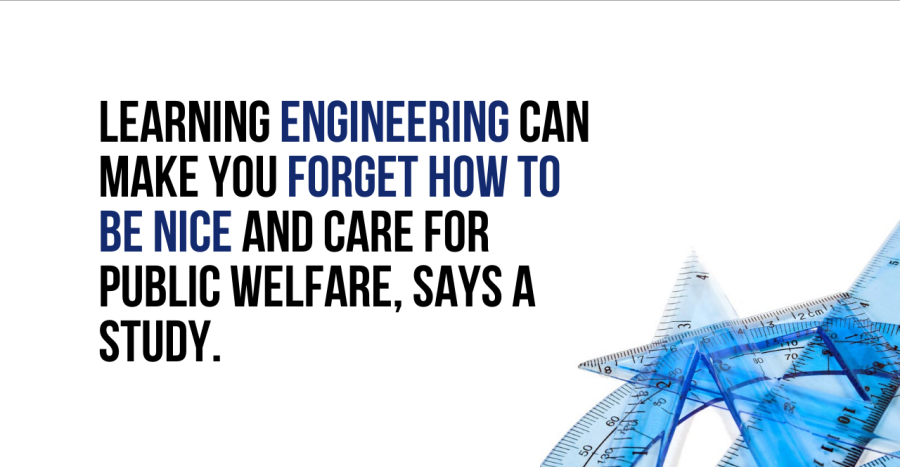 LEARNING ENGINEERING CAN
MAKE YOU FORGET HOW TO
BE NICE AND CARE FOR
PUBLIC WELFARE, SAYS A
STUDY.